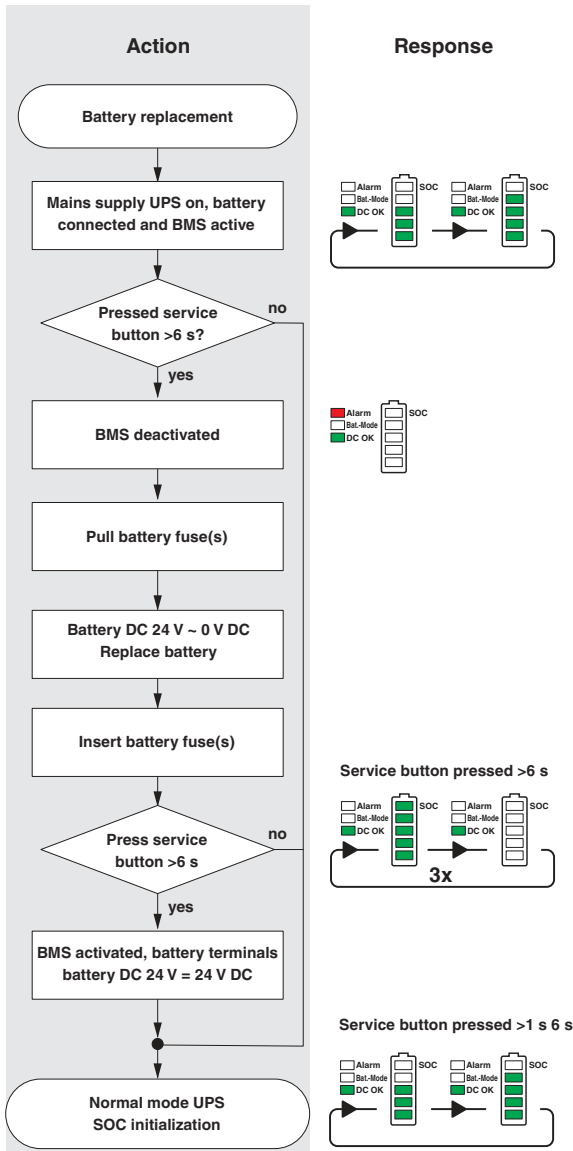 Action
Response
Battery replacement
Mains supply UPS on, battery
connected and BMS active
Alarm
Bat.-Mode
DC OK
SOC
Alarm
Bat.-Mode
DC OK
SOC
Pressed service
button >6 s?
no
yes
BMS deactivated
Alarm
Bat.-Mode
DC OK
SOC
Pull battery fuse(s)
Battery DC 24 V ~ 0 V DC
Replace battery
Insert battery fuse(s)
Service button pressed >6 s
Press service
button >6 s
no
yes
Alarm
Bat.-Mode
DC OK
SOC
Alarm
Bat.-Mode
DC OK
SOC
3x
BMS activated, battery terminals
battery DC 24 V = 24 V DC
Service button pressed >1 s 6 s
Alarm
Bat.-Mode
DC OK
SOC
Alarm
Bat.-Mode
DC OK
SOC
Normal mode UPS
SOC initialization